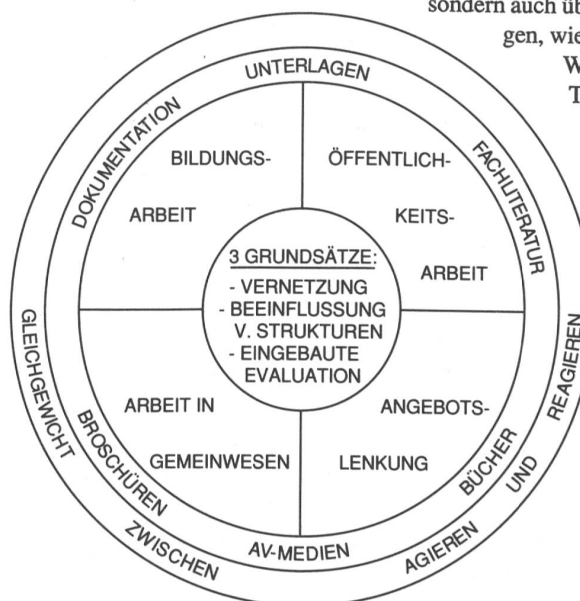 sondern auch üb
gen, wie
W
T
UNTERLAGEN
DOKUMENTATION
FACHLITERATUR
BILDUNGS-
ARBEIT
ÖFFENTLICH-
KEITS-
ARBEIT
3 GRUNDSÄTZE:
- VERNETZUNG
- BEEINFLUSSUNG
V. STRUKTUREN
- EINGEBAUTE
EVALUATION
ARBEIT IN
GEMEINWESEN
ANGEBOTS-
LENKUNG
BROSCHÜREN
AV-MEDIEN
BÜCHER
GLEICHGEWICHT
ZWISCHEN
AGIEREN
UND
REAGIEREN